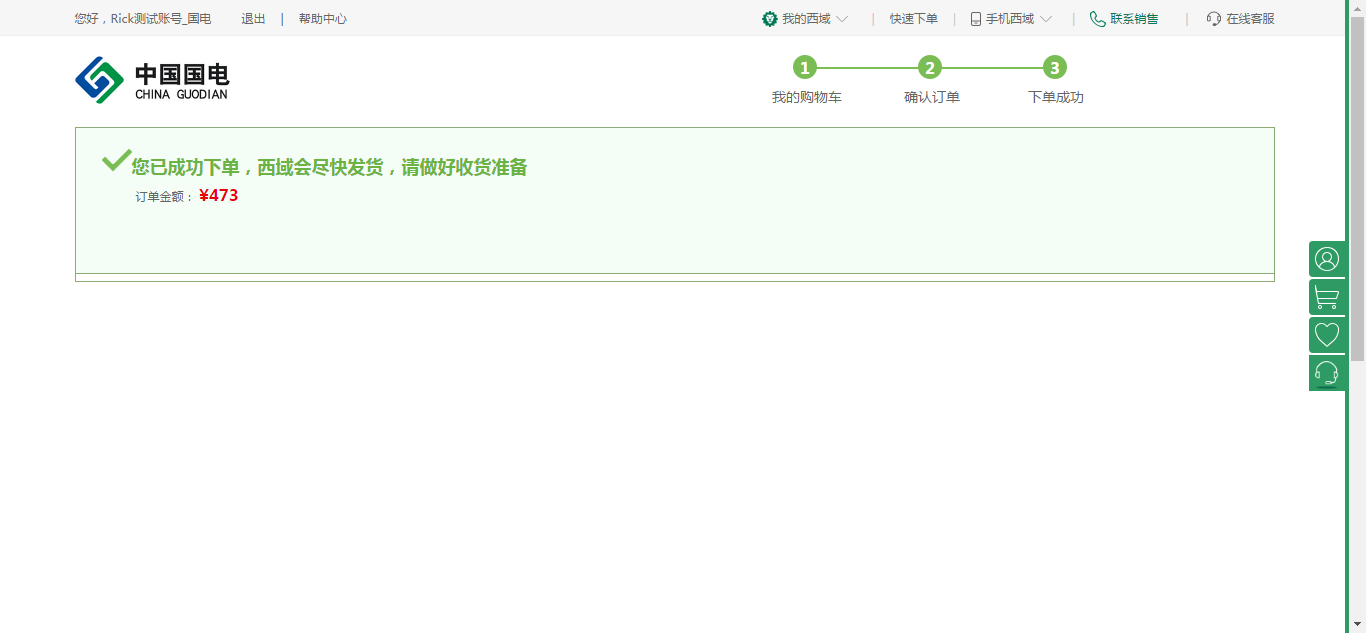 您好，Rick测试账号_国电 退出 | 帮助中心 我的西域 | 快速下单 | 手机西域 | 联系销售 | 在线客服
中国国电
CHINA GUODIAN
1 2 3
我的购物车 确认订单 下单成功
您已成功下单，西域会尽快发货，请做好收货准备
订单金额： ¥473